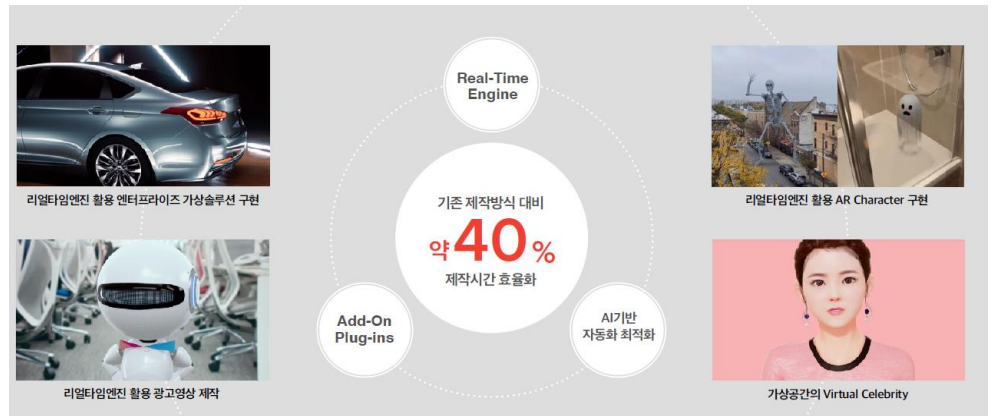 Real-Time
Engine
리얼타임엔진 활용 엔터프라이즈 가상솔루션 구현
리얼타임엔진 활용 AR Character 구현
기존 제작방식 대비
약 40 %
제작시간 효율화
Add-On
Plug-ins
AI기반
자동화 최적화
리얼타임엔진 활용 광고영상 제작
가상공간의 Virtual Celebrity